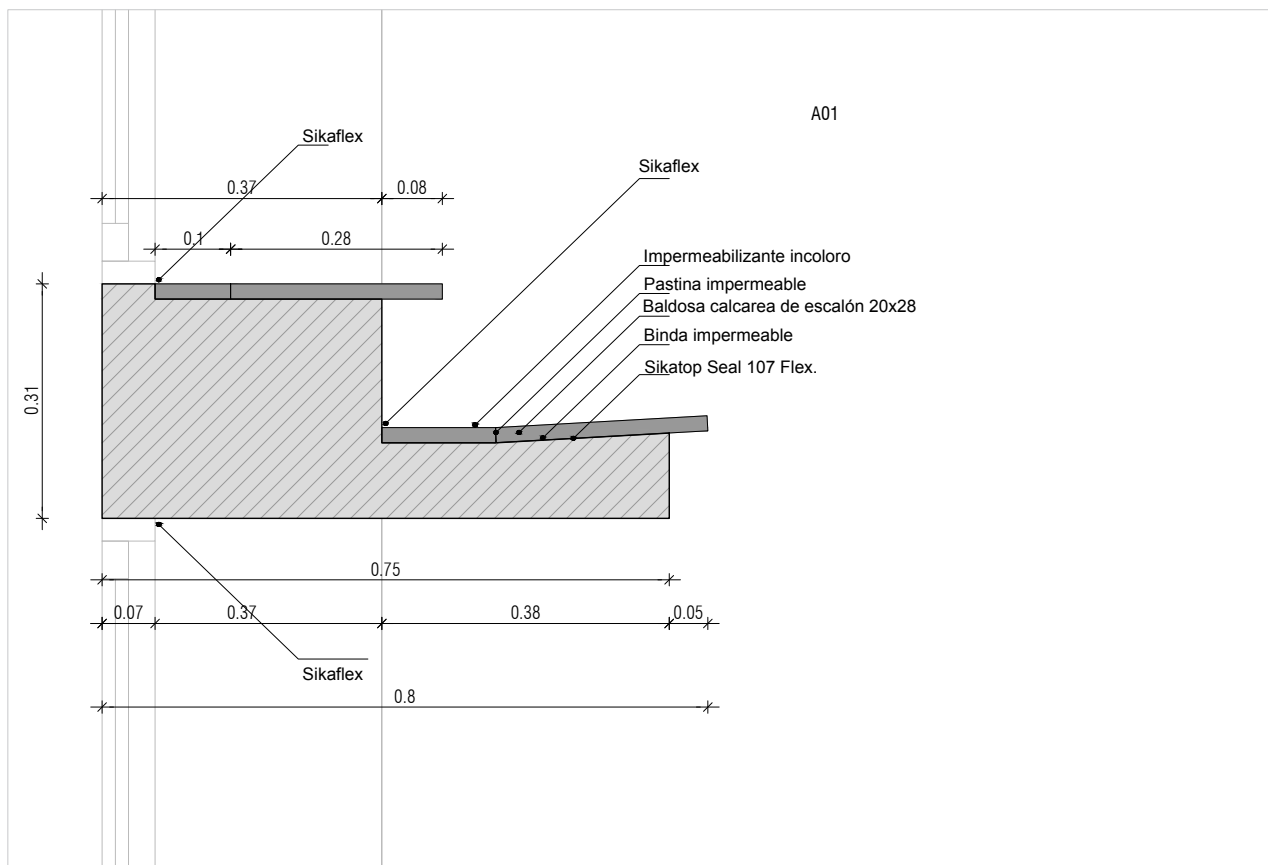 A01
Sikaflex
Sikaflex
0.37
0.08
0.1
0.28
Impermeabilizante incoloro
Pastina impermeable
Baldosa calcarea de escalón 20x28
Binda impermeable
Sikatop Seal 107 Flex.
0.31
0.75
0.07
0.37
0.38
0.05
Sikaflex
0.8